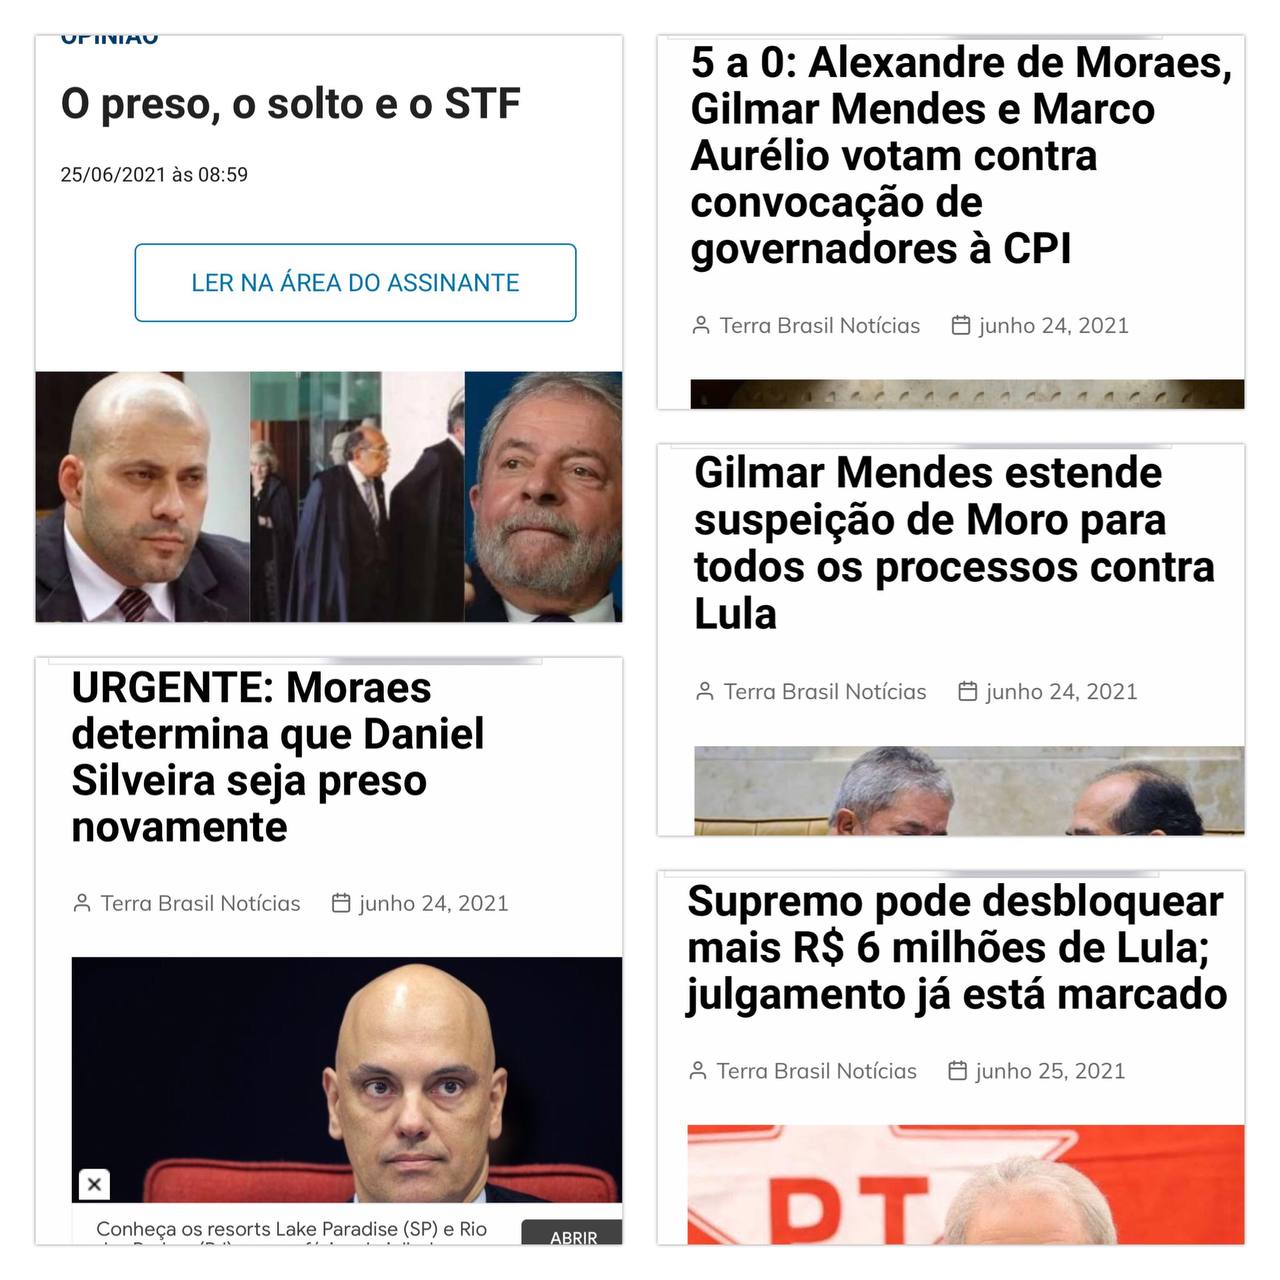 OPINIÃO
O preso, o solto e o STF
25/06/2021 às 08:59
LER NA ÁREA DO ASSINANTE
URGENTE: Moraes
determina que Daniel
Silveira seja preso
novamente
Terra Brasil Notícias junho 24, 2021
Conheça os resorts Lake Paradise (SP) e Rio
ABRIR
5 a 0: Alexandre de Moraes,
Gilmar Mendes e Marco
Aurélio votam contra
convocação de
governadores à CPI
Terra Brasil Notícias junho 24, 2021
Gilmar Mendes estende
suspeição de Moro para
todos os processos contra
Lula
Terra Brasil Notícias junho 24, 2021
Supremo pode desbloquear
mais R$ 6 milhões de Lula;
julgamento já está marcado
Terra Brasil Notícias junho 25, 2021
PT